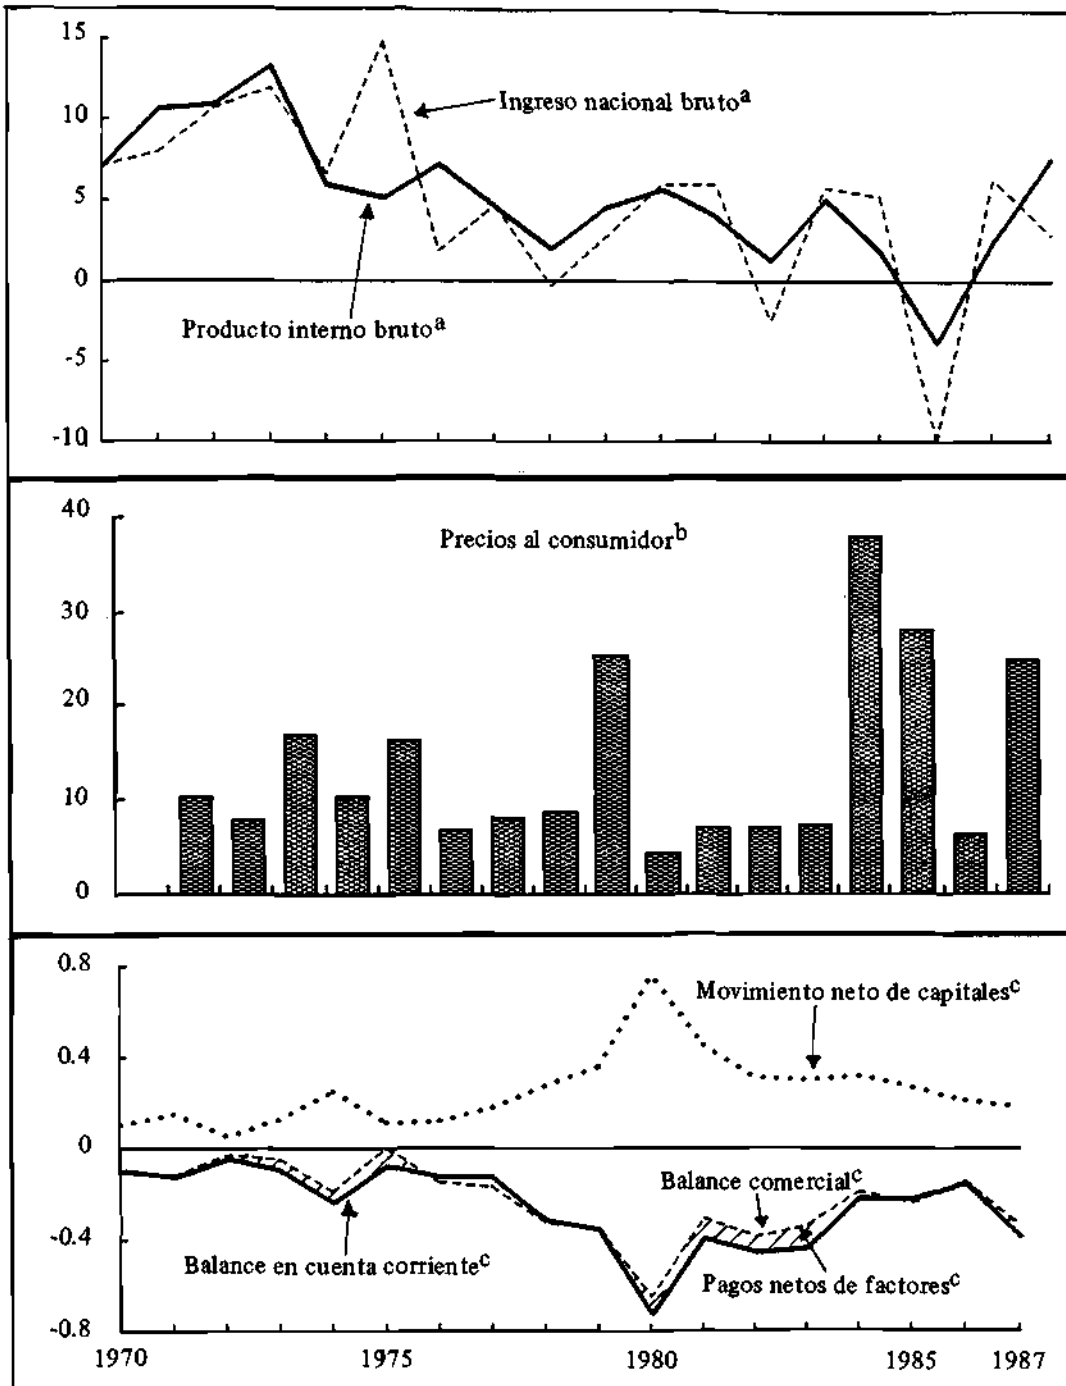 15
10
5
0
-5
-10
Ingreso nacional bruto^a
Producto interno bruto^a
40
30
20
10
0
Precios al consumidor^b
0.8
0.4
0
-0.4
-0.8
Movimiento neto de capitales^c
Balance comercial^c
Balance en cuenta corriente^c
Pagos netos de factores^c
1970 1975 1980 1985 1987